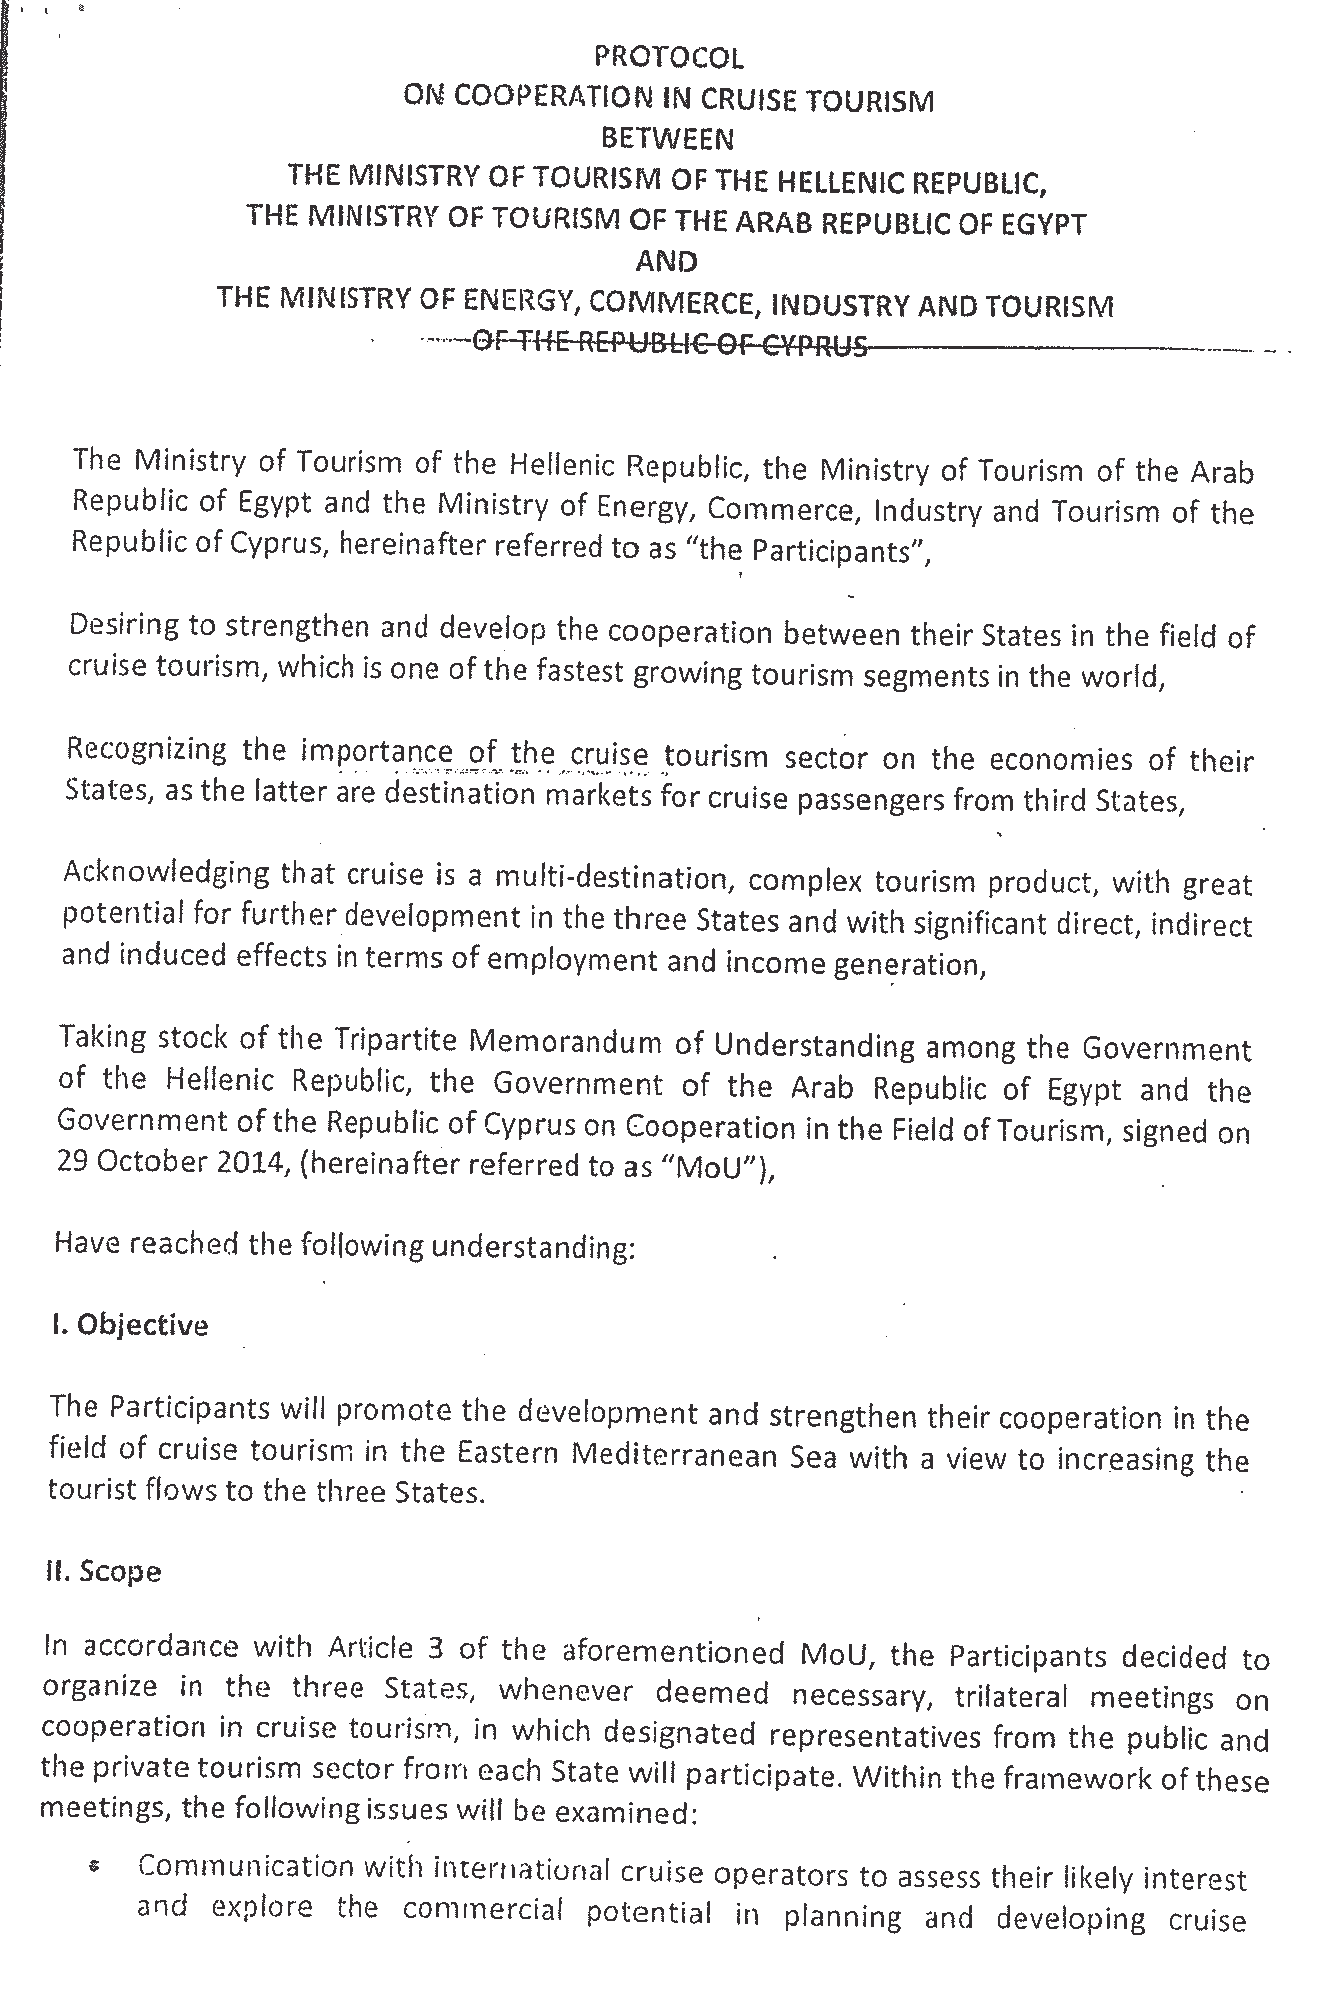 PROTOCOL
ON COOPERATION IN CRUISE TOURISM
BETWEEN
THE MINISTRY OF TOURISM OF THE HELLENIC REPUBLIC,
THE MINISTRY OF TOURISM OF THE ARAB REPUBLIC OF EGYPT
AND
THE MINISTRY OF ENERGY, COMMERCE, INDUSTRY AND TOURISM
OF THE REPUBLIC OF CYPRUS
The Ministry of Tourism of the Hellenic Republic, the Ministry of Tourism of the Arab
Republic of Egypt and the Ministry of Energy, Commerce, Industry and Tourism of the
Republic of Cyprus, hereinafter referred to as “the Participants”,
Desiring to strengthen and develop the cooperation between their States in the field of
cruise tourism, which is one of the fastest growing tourism segments in the world,
Recognizing the importance of the cruise tourism sector on the economies of their
States, as the latter are destination markets for cruise passengers from third States,
Acknowledging that cruise is a multi-destination, complex tourism product, with great
potential for further development in the three States and with significant direct, indirect
and induced effects in terms of employment and income generation,
Taking stock of the Tripartite Memorandum of Understanding among the Government
of the Hellenic Republic, the Government of the Arab Republic of Egypt and the
Government of the Republic of Cyprus on Cooperation in the Field of Tourism, signed on
29 October 2014, (hereinafter referred to as “MoU”),
Have reached the following understanding:
I. Objective
The Participants will promote the development and strengthen their cooperation in the
field of cruise tourism in the Eastern Mediterranean Sea with a view to increasing the
tourist flows to the three States.
II. Scope
In accordance with Article 3 of the aforementioned MoU, the Participants decided to
organize in the three States, whenever deemed necessary, trilateral meetings on
cooperation in cruise tourism, in which designated representatives from the public and
the private tourism sector from each State will participate. Within the framework of these
meetings, the following issues will be examined:
• Communication with international cruise operators to assess their likely interest
and explore the commercial potential in planning and developing cruise